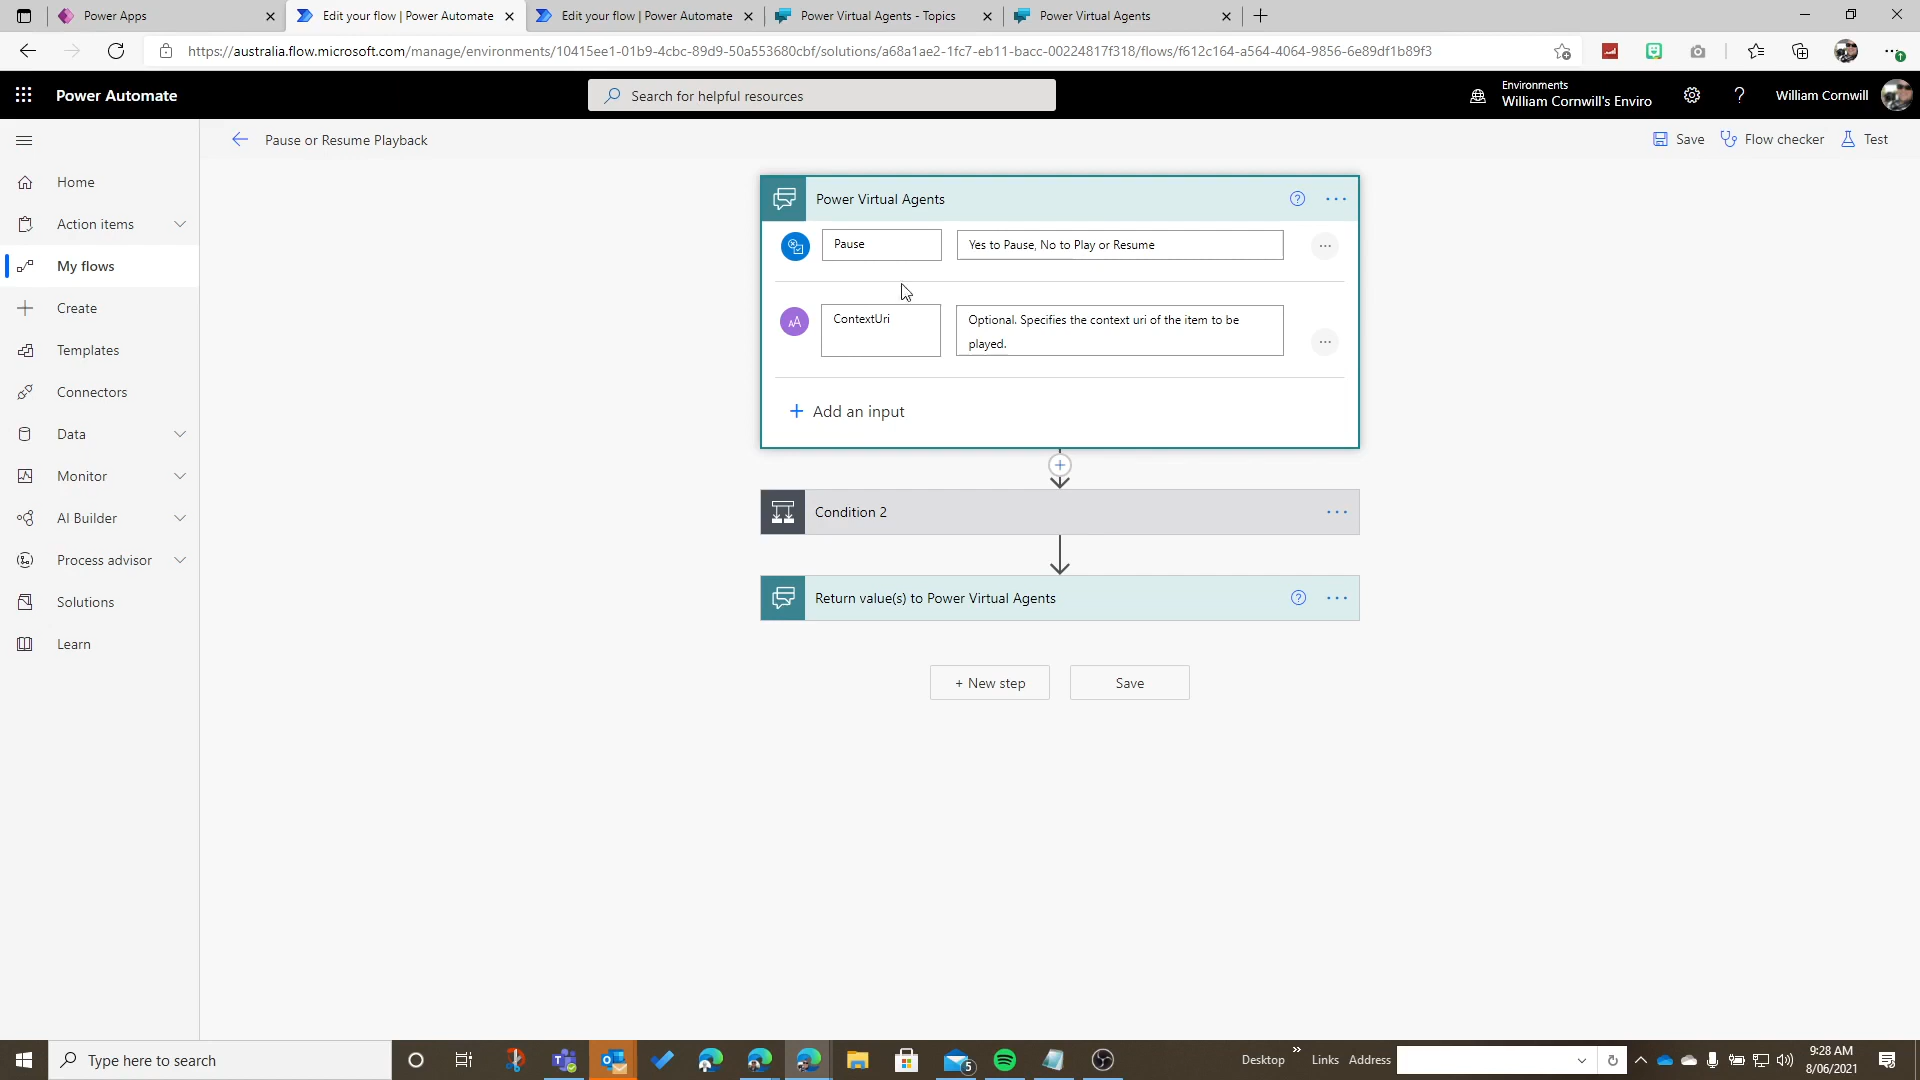 Power Apps
Edit your flow | Power Automate
Edit your flow | Power Automate
Power Virtual Agents - Topics
Power Virtual Agents
https://australia.flow.microsoft.com/manage/environments/10415ee1-01b9-4cbc-89d9-50a553680cbf/solutions/a68a1ae2-1fc7-eb11-bacc-00224817f318/flows/f612c164-a564-4064-9856-6e89df1b89f3
Power Automate
Search for helpful resources
Environments
William Cornwill's Enviro
William Cornwill
Pause or Resume Playback
Save
Flow checker
Test
Home
Action items
My flows
Create
Templates
Connectors
Data
Monitor
AI Builder
Process advisor
Solutions
Learn
Power Virtual Agents
Pause
Yes to Pause, No to Play or Resume
ContextUri
Optional. Specifies the context uri of the item to be
played.
+ Add an input
Condition 2
Return value(s) to Power Virtual Agents
+ New step
Save
Type here to search
5
Desktop
Links
Address
9:28 AM
8/06/2021